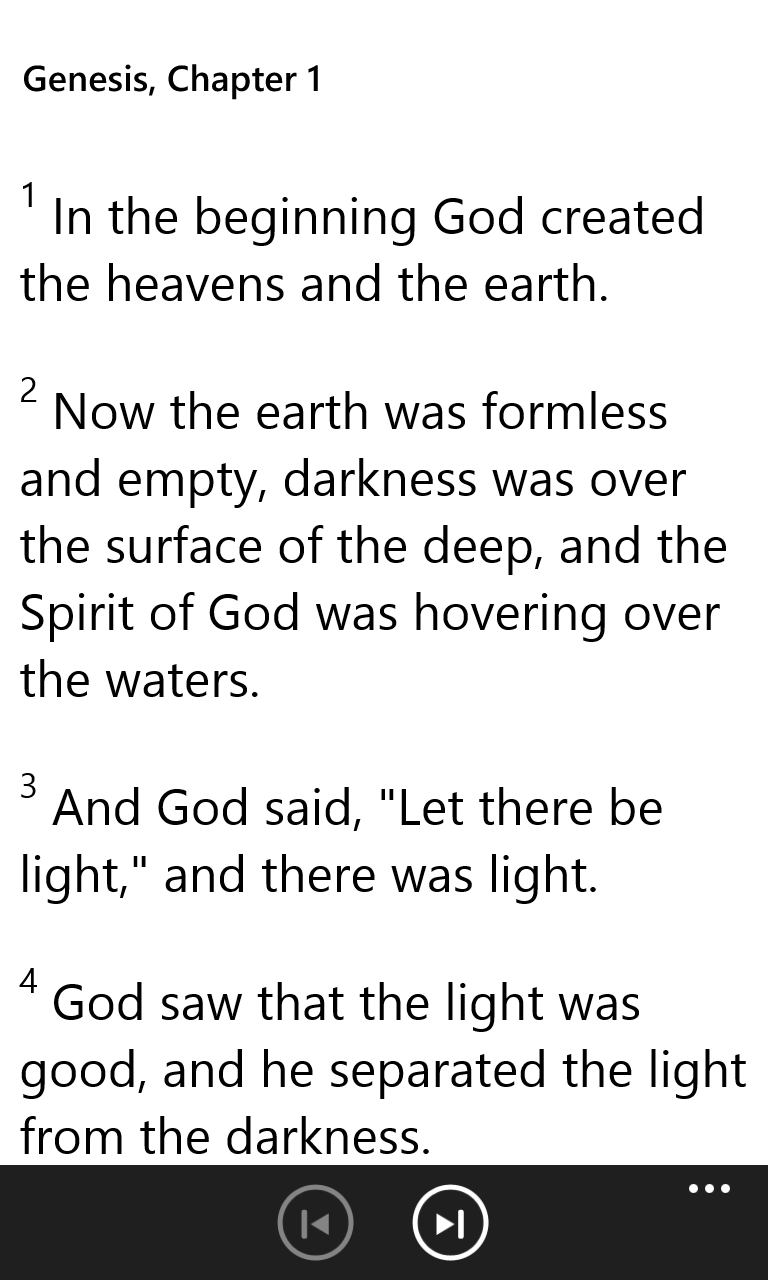 Genesis, Chapter 1
1 In the beginning God created
the heavens and the earth.
2 Now the earth was formless
and empty, darkness was over
the surface of the deep, and the
Spirit of God was hovering over
the waters.
3 And God said, "Let there be
light," and there was light.
4 God saw that the light was
good, and he separated the light
from the darkness.